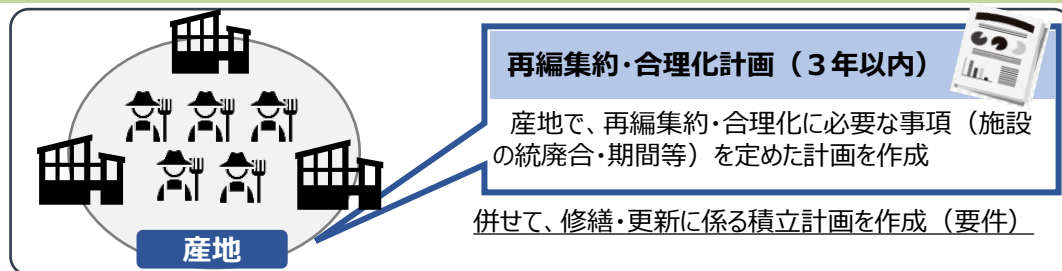 再編集約・合理化計画（３年以内）
産地で、再編集約・合理化に必要な事項（施設
の統廃合・期間等）を定めた計画を作成
併せて、修繕・更新に係る積立計画を作成（要件）
産地